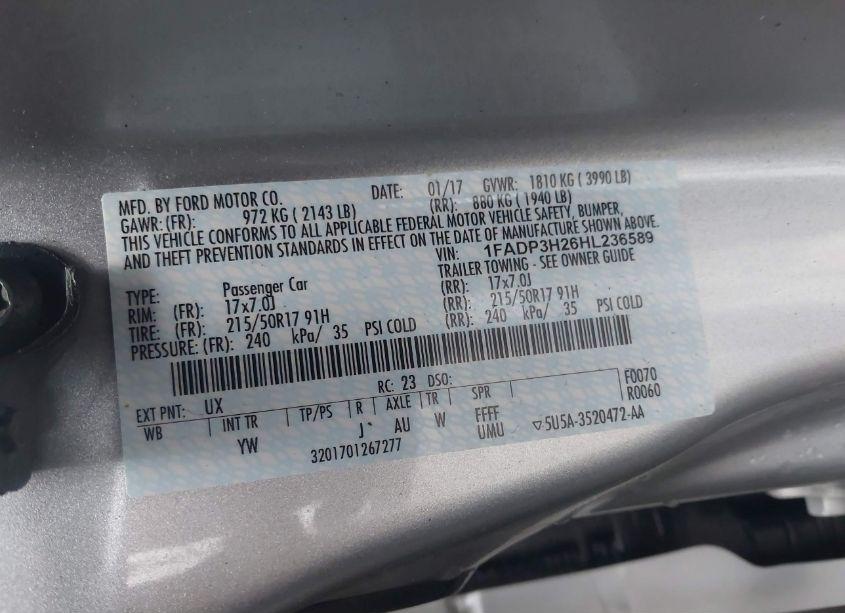 MFD. BY FORD MOTOR CO. DATE: 01/17 GVWR: 1810 KG ( 3990 LB)
GAWR: (FR): 972 KG ( 2143 LB) (RR): 880 KG ( 1940 LB)
THIS VEHICLE CONFORMS TO ALL APPLICABLE FEDERAL MOTOR VEHICLE SAFETY, BUMPER,
AND THEFT PREVENTION STANDARDS IN EFFECT ON THE DATE OF MANUFACTURE SHOWN ABOVE.
VIN: 1FADP3H26HL236589
TYPE: Passenger Car TRAILER TOWING - SEE OWNER GUIDE
RIM: (FR): 17x7.0J (RR): 17x7.0J
TIRE: (FR): 215/50R17 91H (RR): 215/50R17 91H
PRESSURE: (FR): 240 kPa/ 35 PSI COLD (RR): 240 kPa/ 35 PSI COLD
RC: 23 DSO: F0070
EXT PNT: UX R0060
WB INT TR TP/PS R AXLE TR SPR
YW J AU W FFFF
3201701267277 UMU 5U5A-3520472-AA